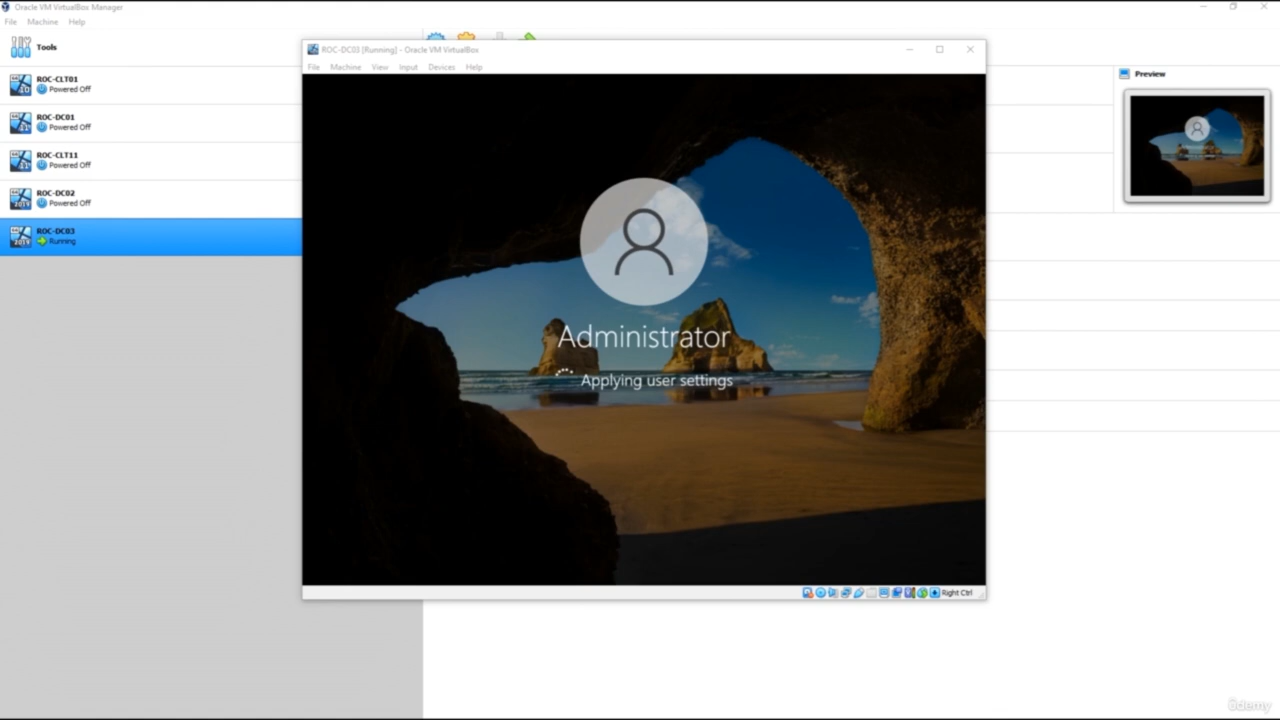 Oracle VM VirtualBox Manager
File Machine Help
Tools
ROC-CLT01
Powered Off
ROC-DC01
Powered Off
ROC-CLT11
Powered Off
ROC-DC02
Powered Off
ROC-DC03
Running
ROC-DC03 [Running] - Oracle VM VirtualBox
File Machine View Input Devices Help
Administrator
Applying user settings
Right Ctrl
Preview
ûdemy